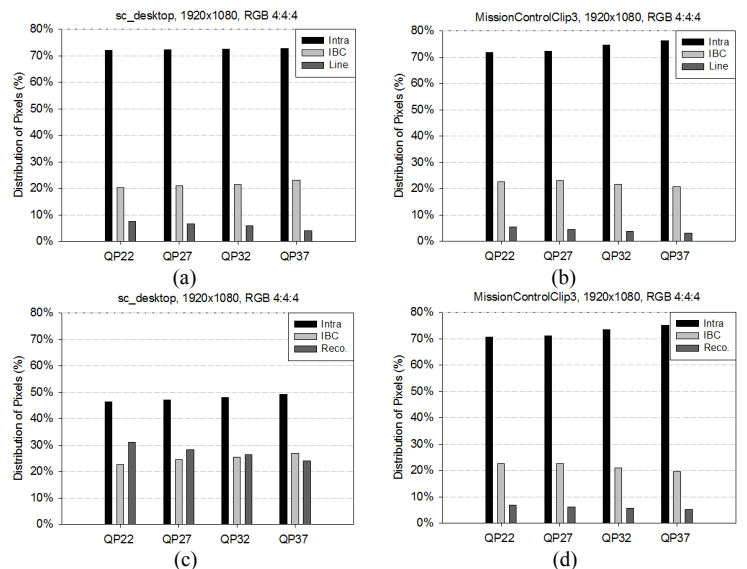 sc_desktop, 1920x1080, RGB 4:4:4
80%
70%
60%
50%
40%
30%
20%
10%
0%
Distribution of Pixels (%)
Intra
IBC
Line
QP22 QP27 QP32 QP37
(a)
MissionControlClip3, 1920x1080, RGB 4:4:4
80%
70%
60%
50%
40%
30%
20%
10%
0%
Distribution of Pixels (%)
Intra
IBC
Line
QP22 QP27 QP32 QP37
(b)
sc_desktop, 1920x1080, RGB 4:4:4
80%
70%
60%
50%
40%
30%
20%
10%
0%
Distribution of Pixels (%)
Intra
IBC
Reco.
QP22 QP27 QP32 QP37
(c)
MissionControlClip3, 1920x1080, RGB 4:4:4
80%
70%
60%
50%
40%
30%
20%
10%
0%
Distribution of Pixels (%)
Intra
IBC
Reco.
QP22 QP27 QP32 QP37
(d)